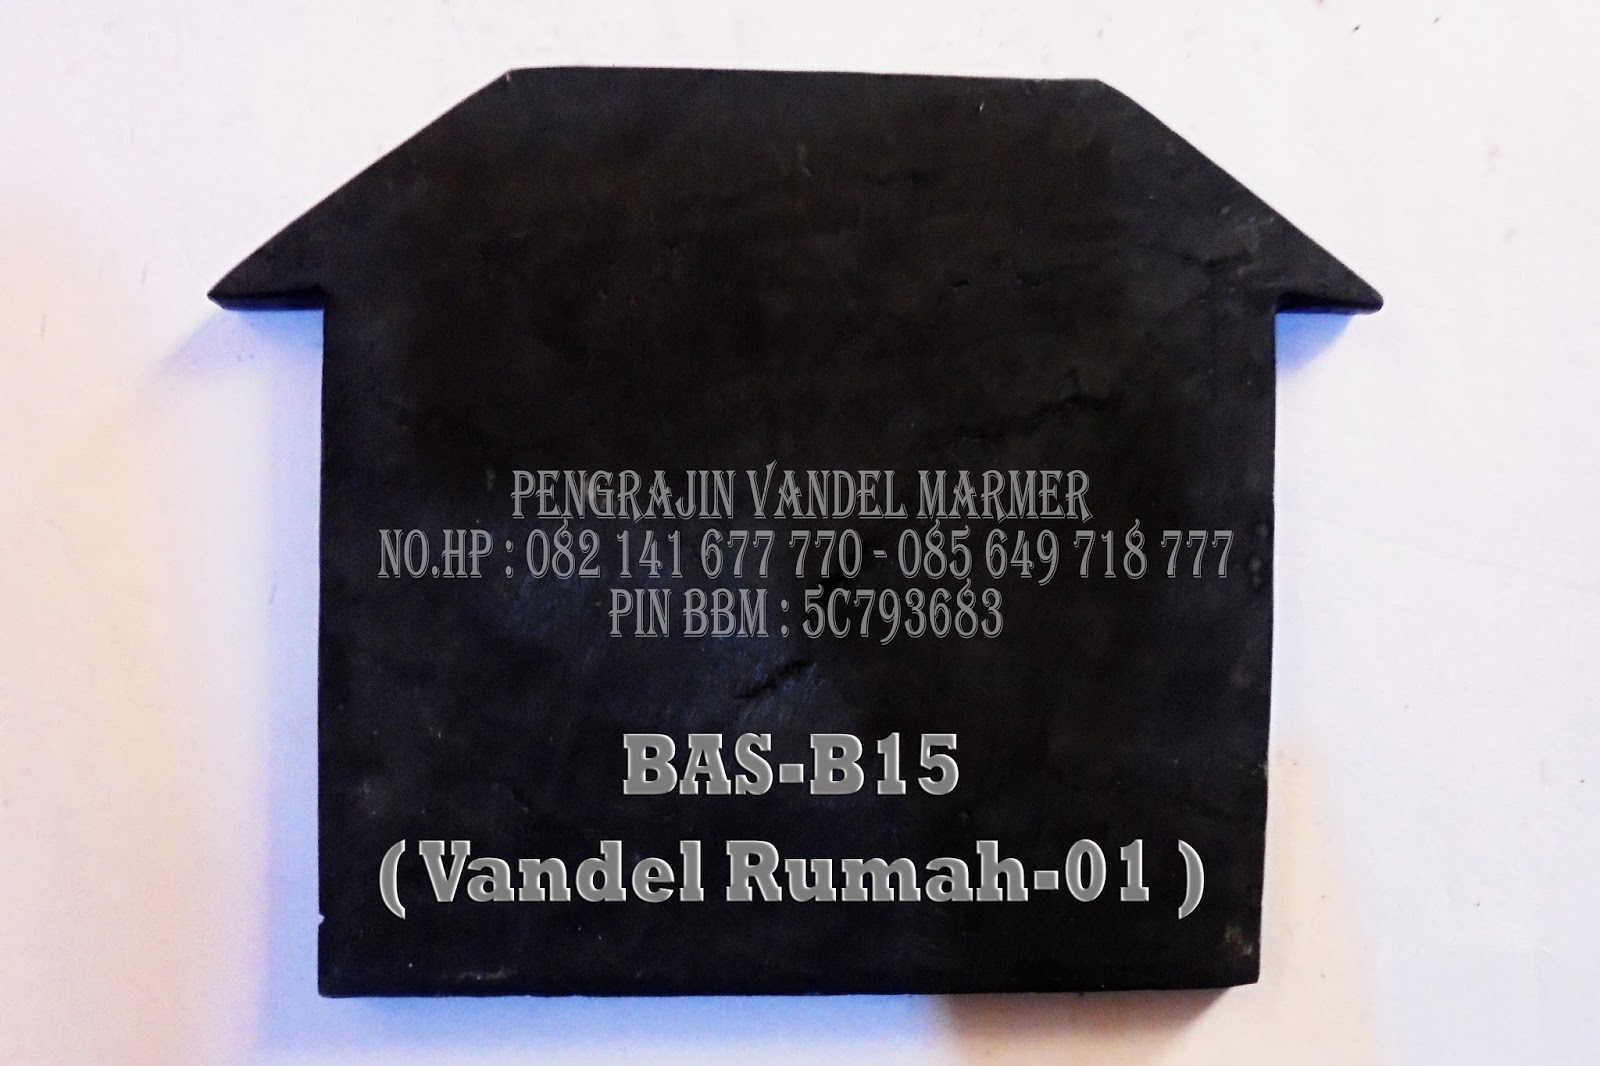 PENGRAJIN VANDEL MARMER
NO.HP : 082 141 677 770 - 085 649 718 777
PIN BBM : 5C793683
BAS-B15
( Vandel Rumah-01 )